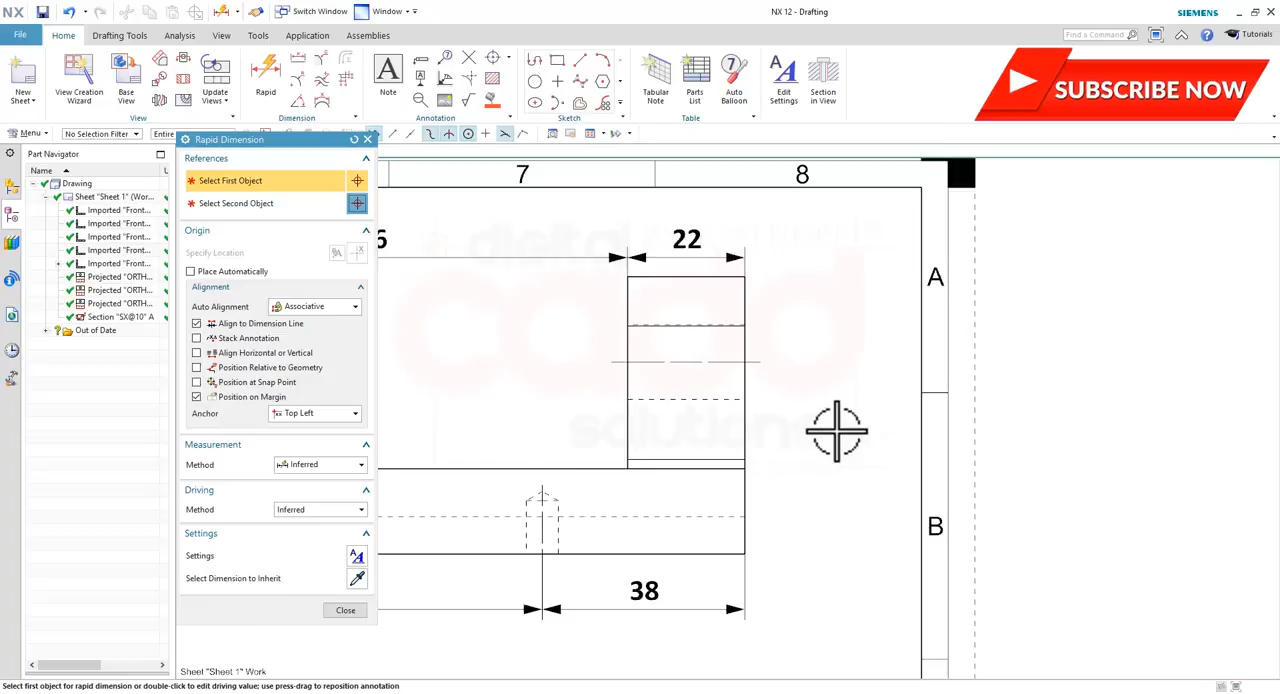 NX Switch Window Window NX 12 - Drafting SIEMENS
File Home Drafting Tools Analysis View Tools Application Assemblies Find a Command Tutorials
New Sheet View Creation Wizard Base View Update Views Rapid Note Tabular Note Parts List Auto Balloon Edit Settings Section in View
View Dimension Annotation Sketch Table
SUBSCRIBE NOW
Menu No Selection Filter Entire
Rapid Dimension
Part Navigator
Name
Drawing
Sheet "Sheet 1" (Wo...
Imported "Front...
Imported "Front...
Imported "Front...
Imported "Front...
Imported "Front...
Projected "ORTH...
Projected "ORTH...
Projected "ORTH...
Section "SX@10" A
Out of Date
References
Select First Object
Select Second Object
Origin
Specify Location
Place Automatically
Alignment
Auto Alignment Associative
Align to Dimension Line
Stack Annotation
Align Horizontal or Vertical
Position Relative to Geometry
Position at Snap Point
Position on Margin
Anchor Top Left
Measurement
Method Inferred
Driving
Method Inferred
Settings
Settings
Select Dimension to Inherit
Close
7 8
22
A
B
38
digital
cadd
solutions
Sheet "Sheet 1" Work
Select first object for rapid dimension or double-click to edit driving value; use press-drag to reposition annotation